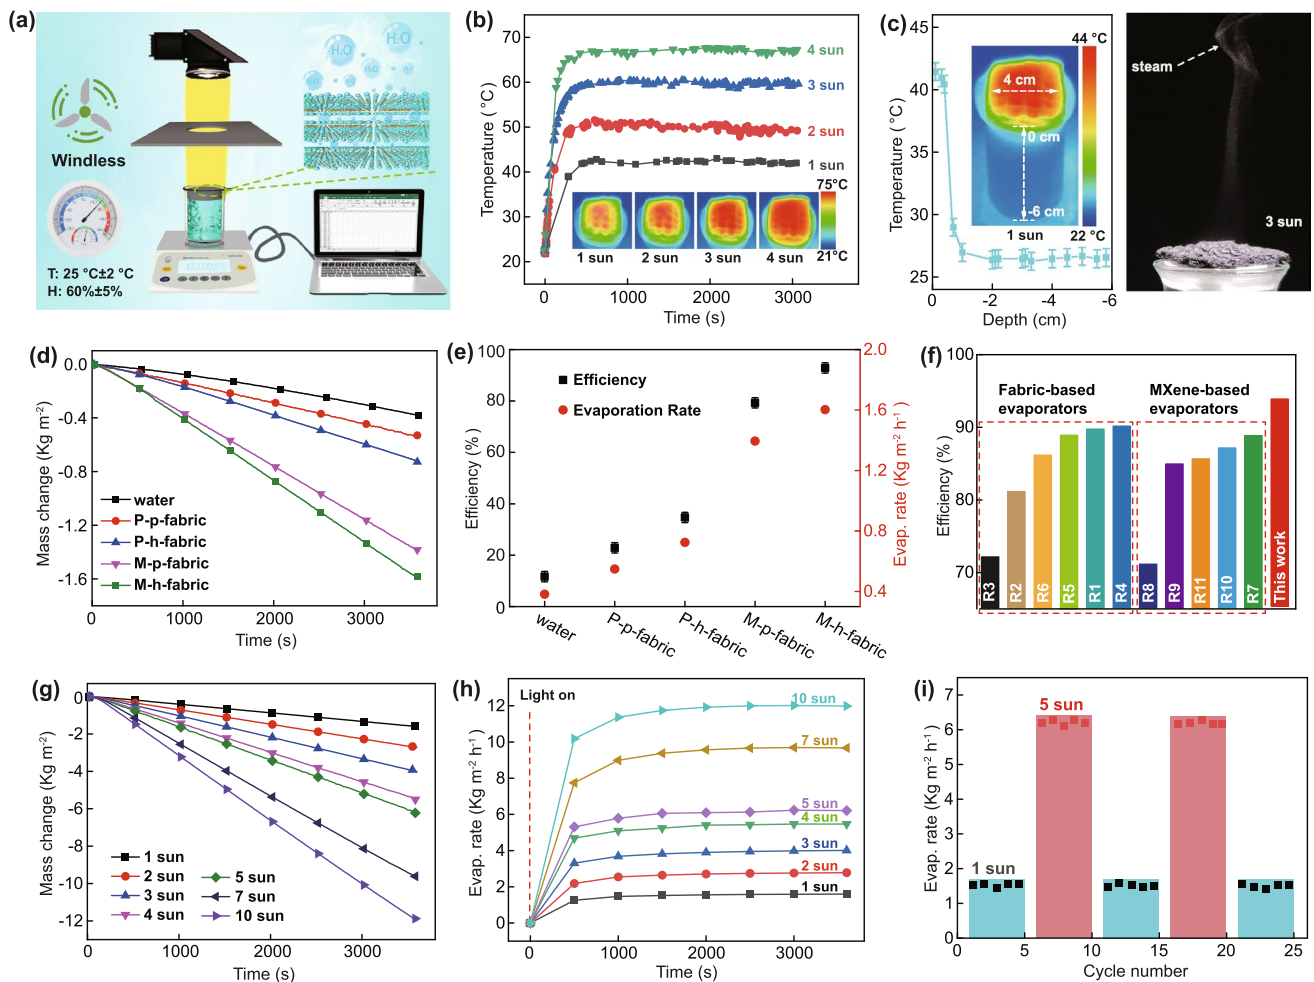 (a)
H₂O
H₂O
H₂O
Windless
T: 25 °C±2 °C
H: 60%±5%
(b)
Temperature ( °C)
70
60
50
40
30
20
4 sun
3 sun
2 sun
1 sun
75°C
21°C
1 sun
2 sun
3 sun
4 sun
0
1000
2000
3000
Time (s)
(c)
Temperature ( °C)
45
40
35
30
25
4 cm
0 cm
-6 cm
1 sun
44 °C
22 °C
0
-2
-4
-6
Depth (cm)
steam
3 sun
(d)
Mass change (Kg m⁻²)
0.0
-0.4
-0.8
-1.2
-1.6
water
P-p-fabric
P-h-fabric
M-p-fabric
M-h-fabric
0
1000
2000
3000
Time (s)
(e)
Efficiency (%)
100
80
60
40
20
0
Efficiency
Evaporation Rate
2.0
1.6
1.2
0.8
0.4
Evap. rate (Kg m⁻² h⁻¹)
water
P-p-fabric
P-h-fabric
M-p-fabric
M-h-fabric
(f)
Efficiency (%)
100
90
80
70
Fabric-based
evaporators
MXene-based
evaporators
R3
R2
R6
R5
R1
R4
R8
R9
R11
R10
R7
This work
(g)
Mass change (Kg m⁻²)
0
-2
-4
-6
-8
-10
-12
1 sun
2 sun
3 sun
4 sun
5 sun
7 sun
10 sun
0
1000
2000
3000
Time (s)
(h)
Evap. rate (Kg m⁻² h⁻¹)
12
10
8
6
4
2
0
Light on
10 sun
7 sun
5 sun
4 sun
3 sun
2 sun
1 sun
0
1000
2000
3000
Time (s)
(i)
Evap. rate (Kg m⁻² h⁻¹)
7
6
5
4
3
2
1
0
5 sun
1 sun
0
5
10
15
20
25
Cycle number